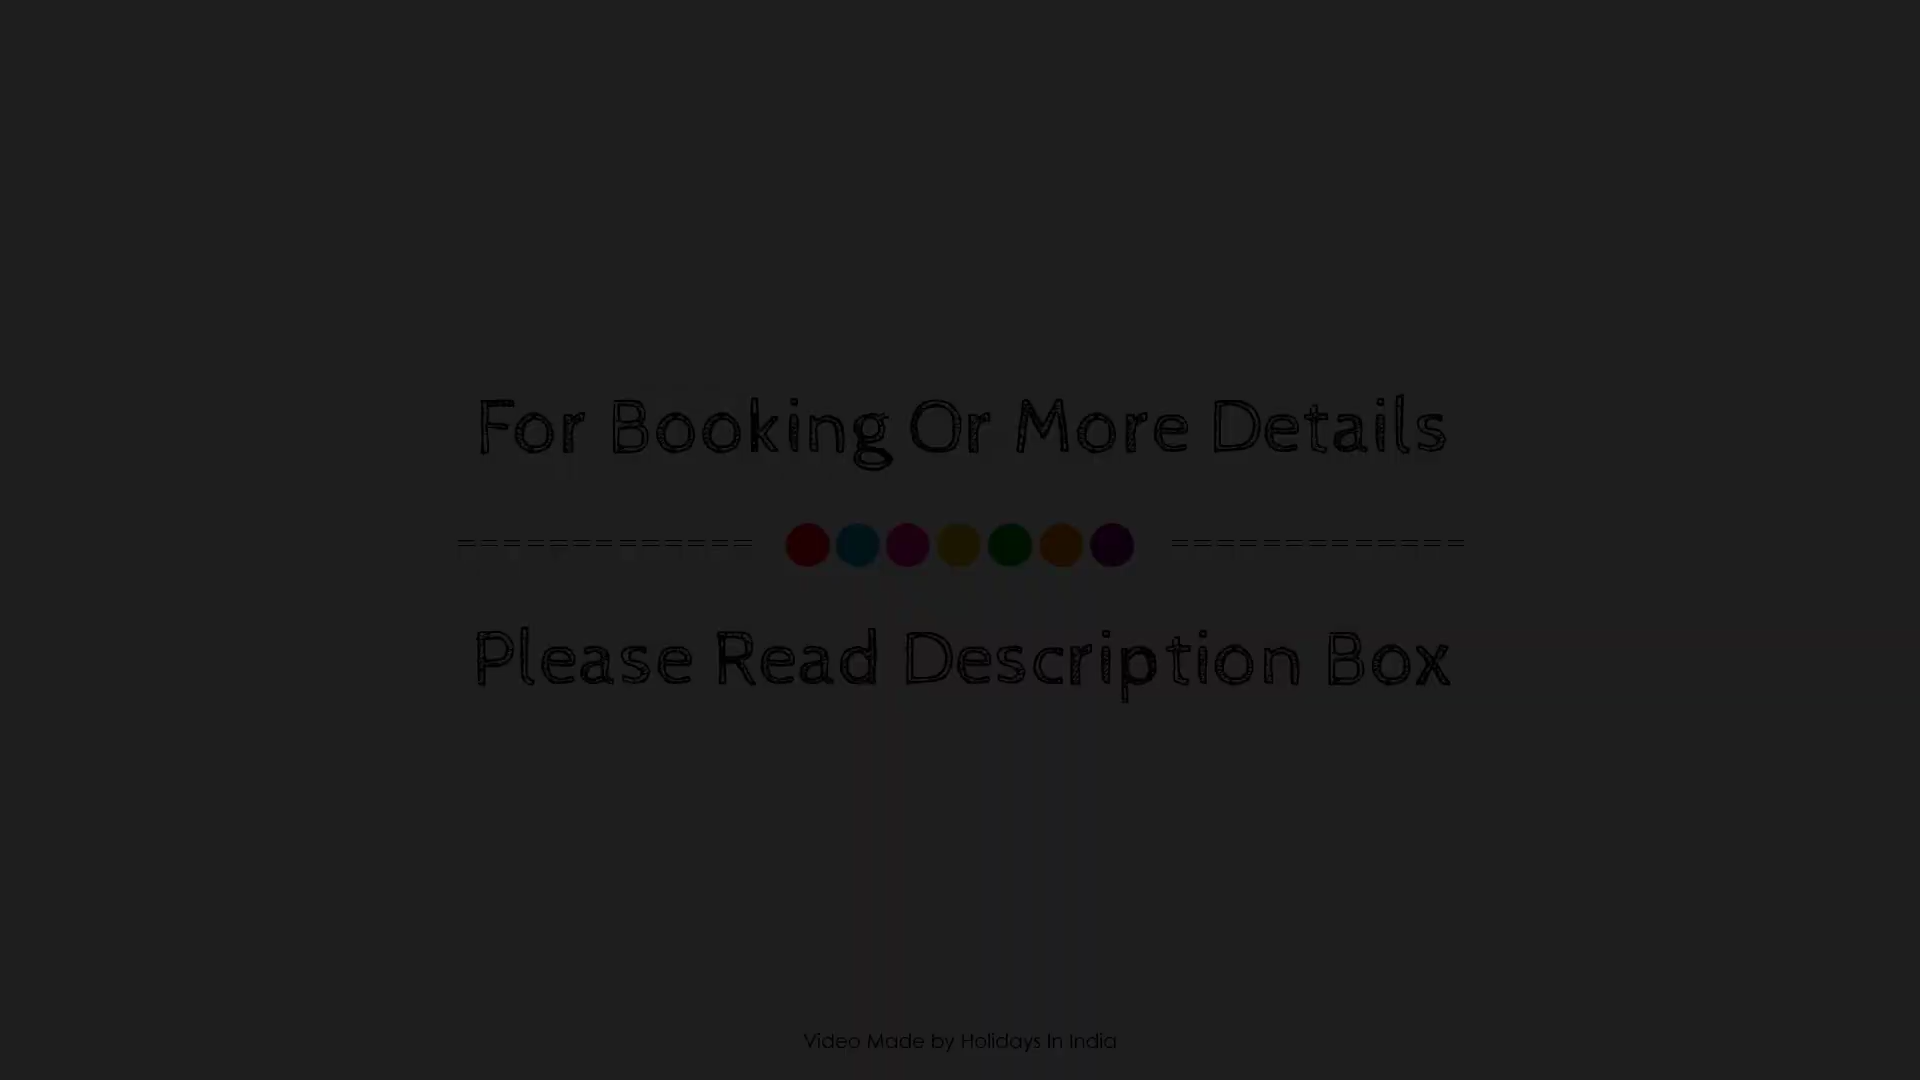 For Booking Or More Details
============= =============
Please Read Description Box
Video Made by Holidays In India